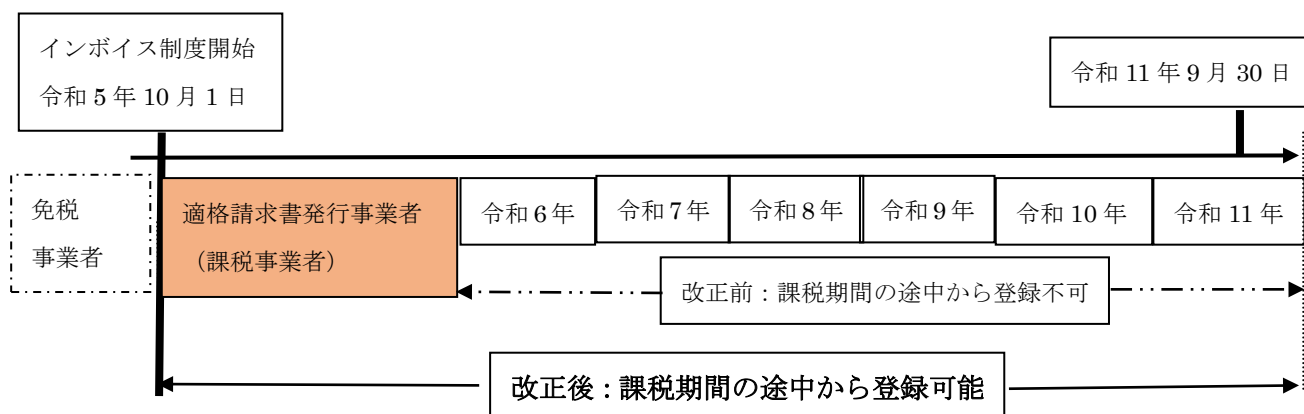 インボイス制度開始
令和5年10月1日
令和11年9月30日
免税
事業者
適格請求書発行事業者
（課税事業者）
令和6年
令和7年
令和8年
令和9年
令和10年
令和11年
改正前：課税期間の途中から登録不可
改正後：課税期間の途中から登録可能